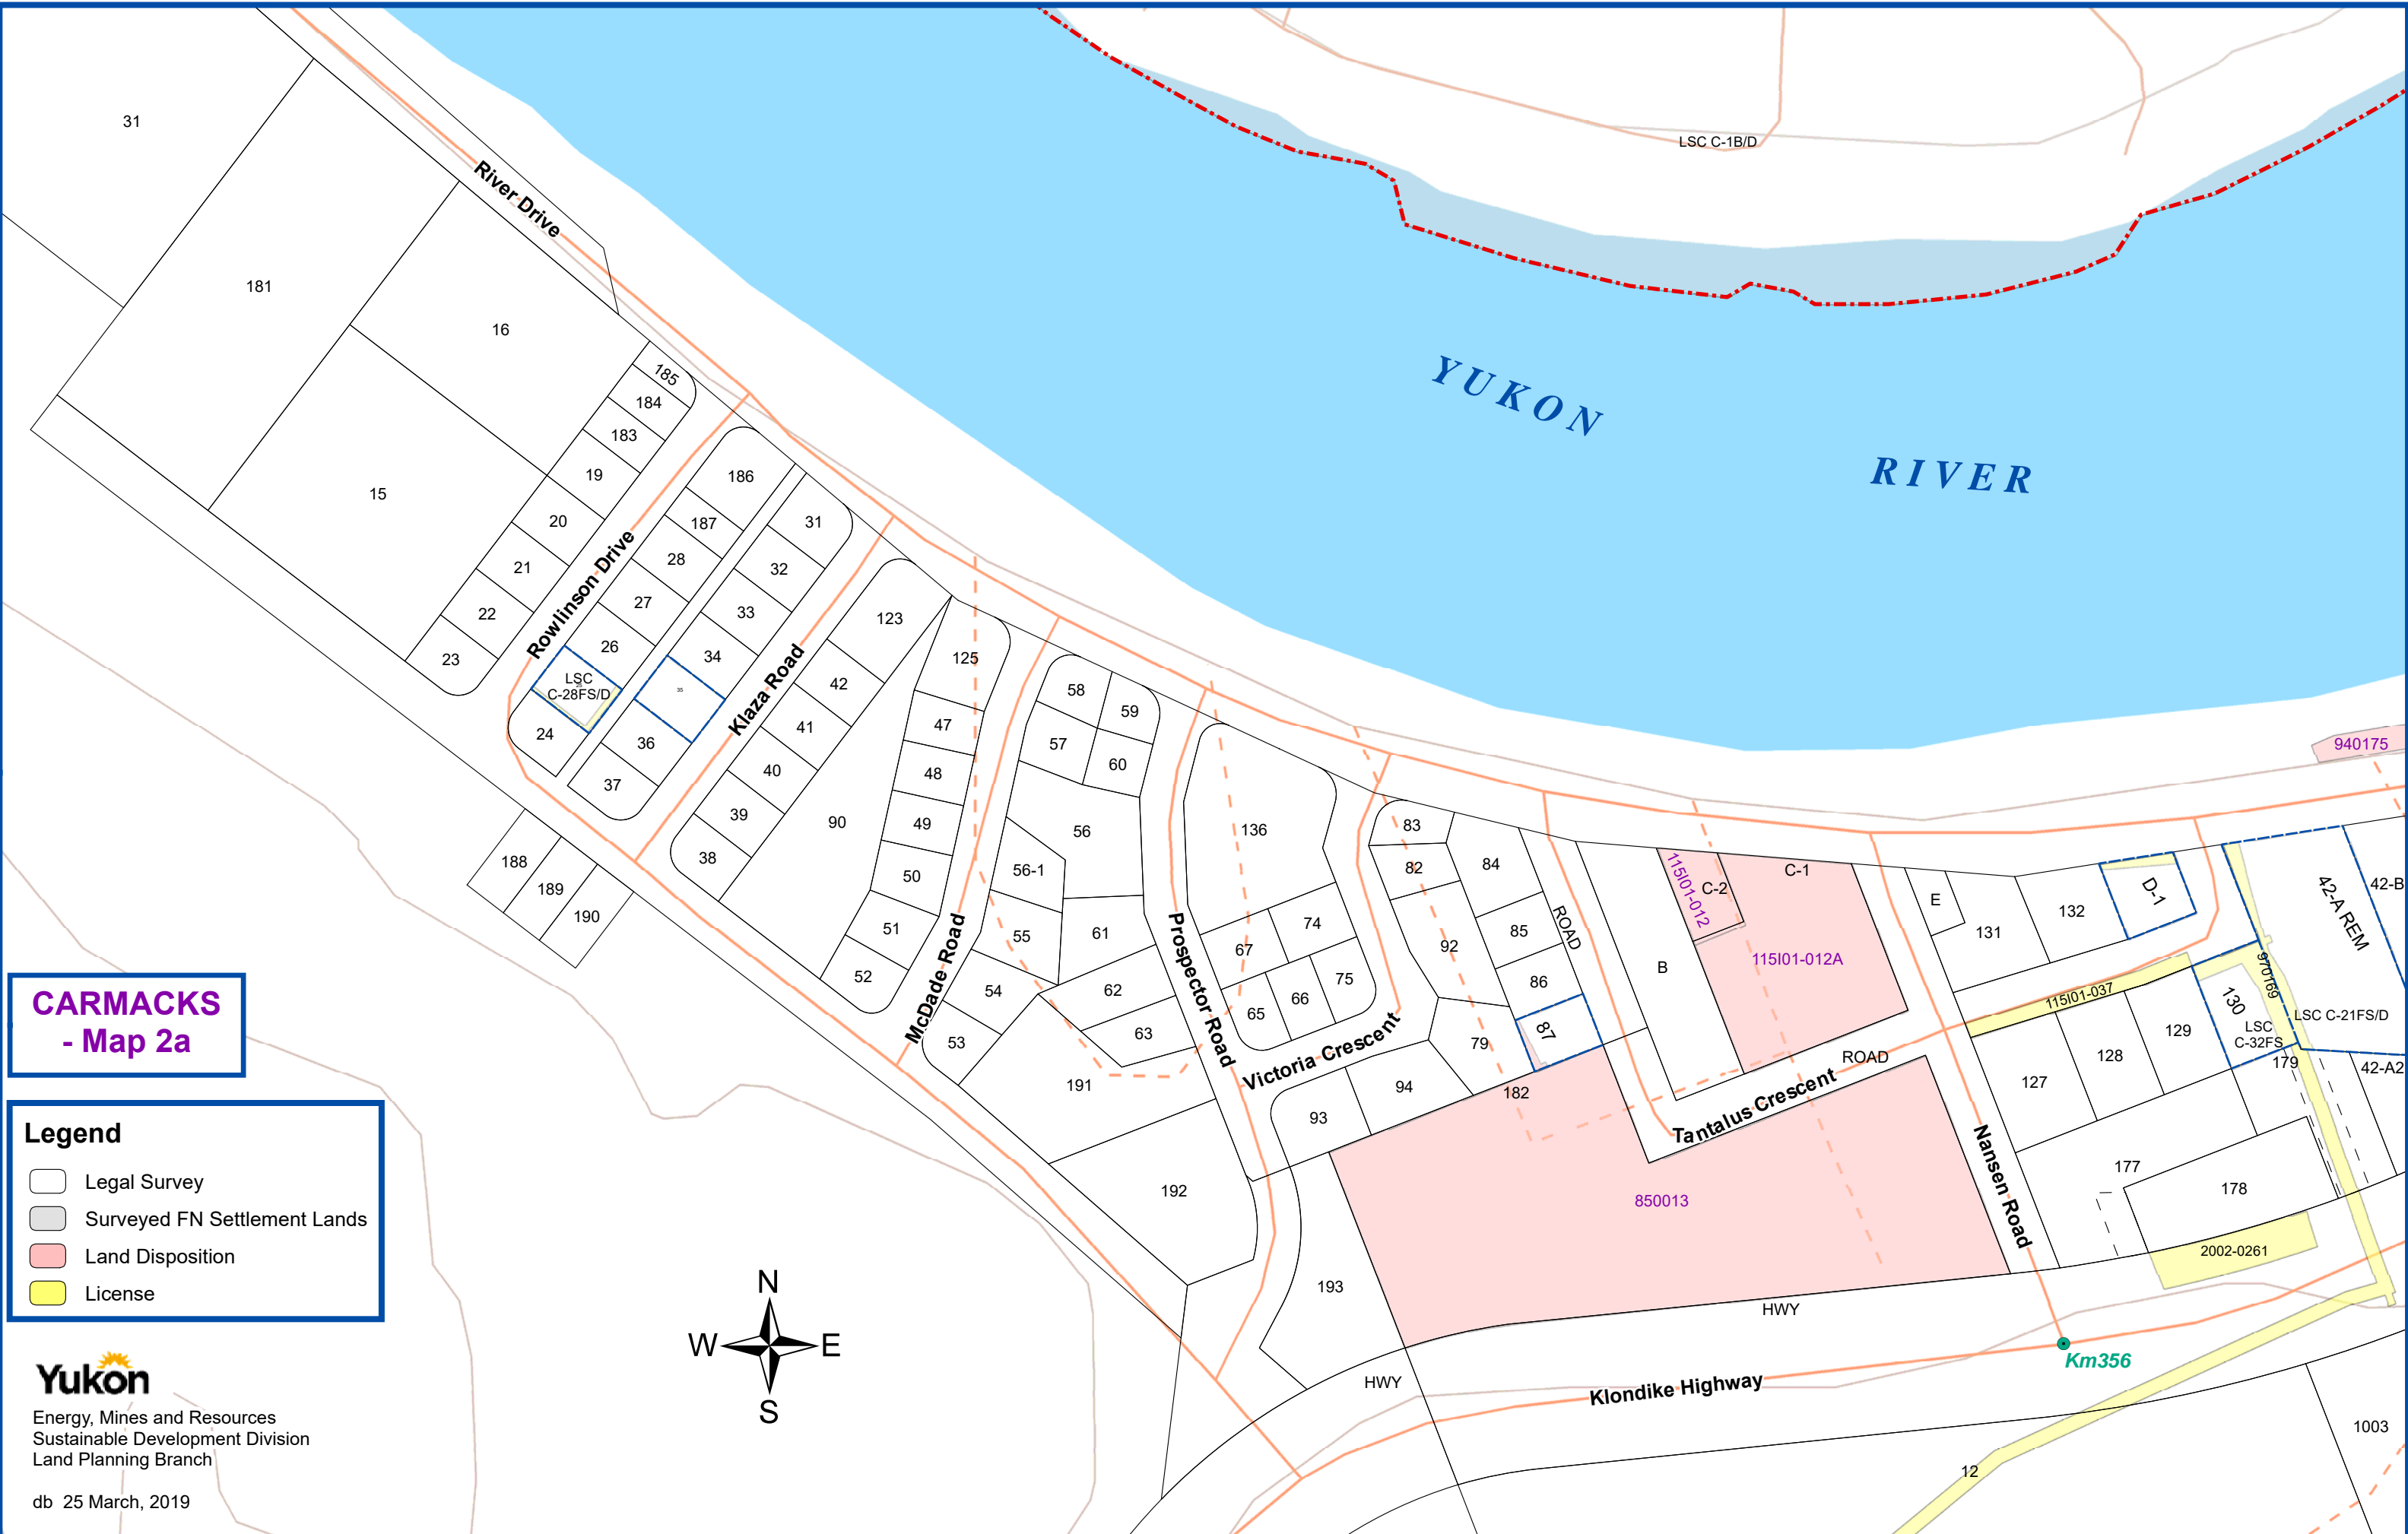 LSC C-1B/D
31
River Drive
181
16
15
YUKON
RIVER
185
184
183
19
20
21
22
23
Rowlinson Drive
186
187
28
27
26
LSC
C-28FS/D
24
31
32
33
34
35
36
37
Klaza Road
123
42
41
40
39
38
90
125
47
48
49
50
51
52
188
189
190
McDade Road
58
59
57
60
56
56-1
55
61
54
62
53
63
191
192
Prospector Road
136
67
74
65
66
75
Victoria Crescent
83
82
84
92
85
86
87
79
93
94
182
193
ROAD
B
115I01-012
C-2
C-1
115I01-012A
ROAD
Tantalus Crescent
850013
Nansen Road
940175
E
131
132
D-1
42-A REM
42-B
115I01-037
970169
130
LSC
C-32FS
LSC C-21FS/D
129
128
127
179
42-A2
177
178
2002-0261
HWY
HWY
Klondike Highway
Km356
1003
12
CARMACKS
- Map 2a
Legend
Legal Survey
Surveyed FN Settlement Lands
Land Disposition
License
N
W
E
S
Yukon
Energy, Mines and Resources
Sustainable Development Division
Land Planning Branch
db 25 March, 2019